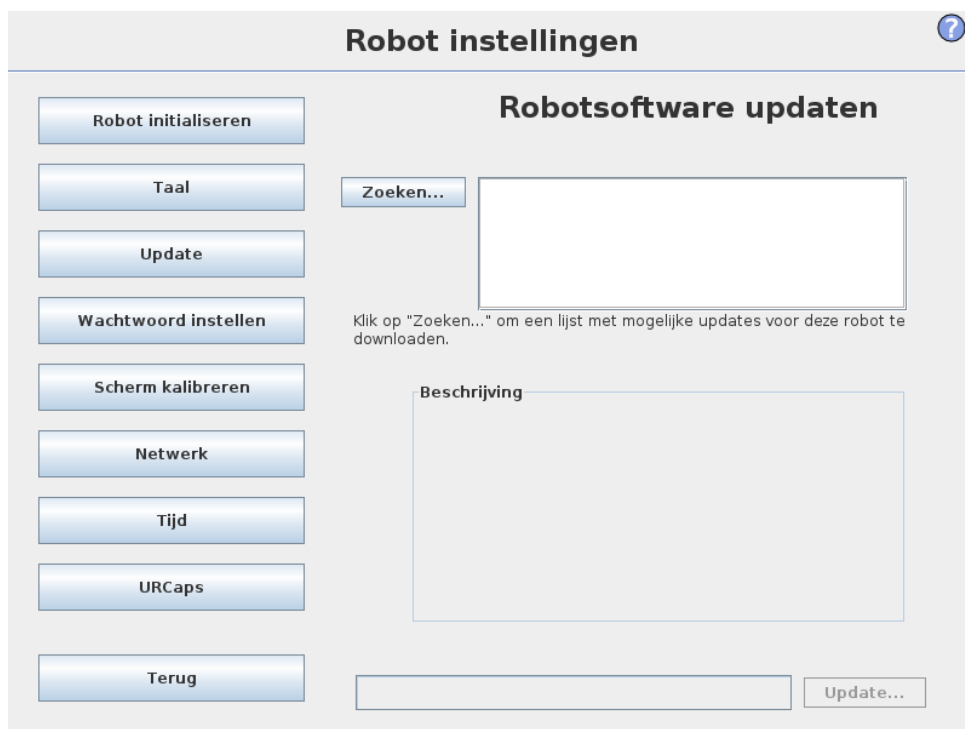 Robot instellingen
?
Robot initialiseren
Taal
Update
Wachtwoord instellen
Scherm kalibreren
Netwerk
Tijd
URCaps
Terug
Robotsoftware updaten
Zoeken...
Klik op "Zoeken..." om een lijst met mogelijke updates voor deze robot te
downloaden.
Beschrijving
Update...